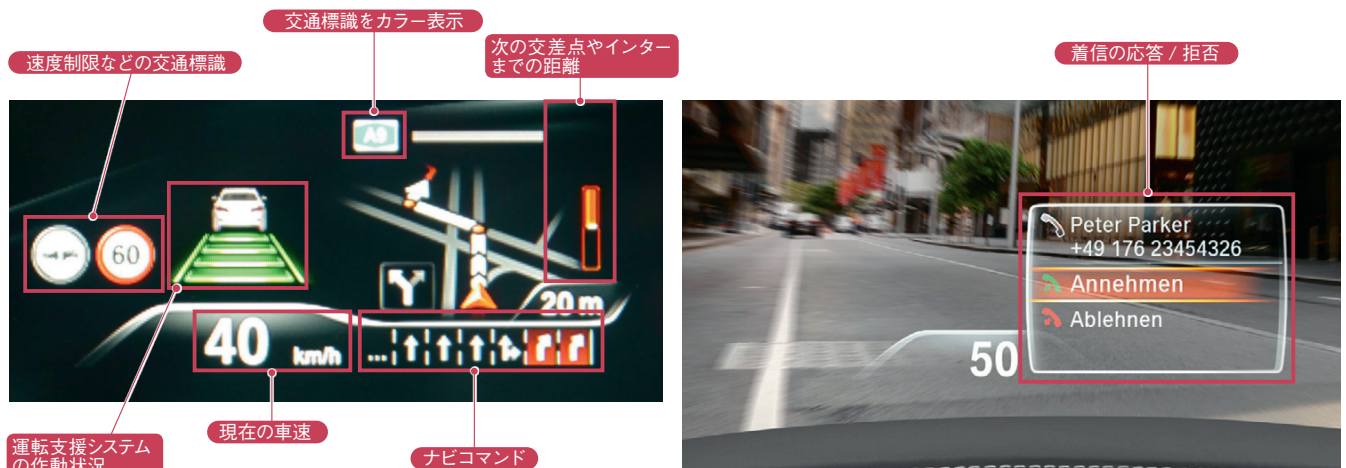 交通標識をカラー表示
次の交差点やインター
までの距離
速度制限などの交通標識
着信の応答 / 拒否
A9
60
20 m
40 km/h
...
Peter Parker
+49 176 23454326
Annehmen
Ablehnen
50
現在の車速
ナビコマンド
運転支援システム
の作動状況